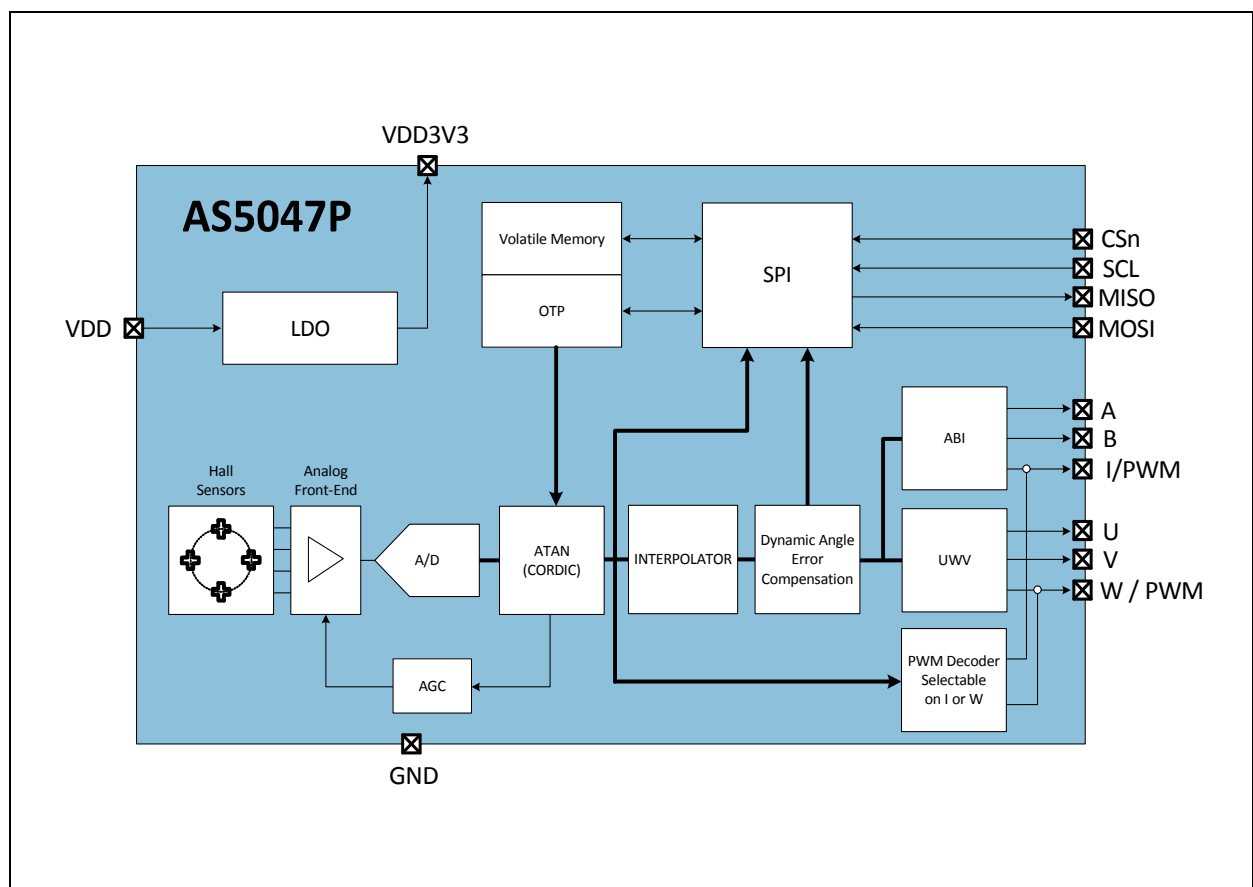 VDD3V3
AS5047P
Volatile Memory
OTP
SPI
CSn
SCL
MISO
MOSI
VDD
LDO
A
B
I/PWM
ABI
Hall
Sensors
Analog
Front-End
A/D
ATAN
(CORDIC)
INTERPOLATOR
Dynamic Angle
Error
Compensation
UWV
U
V
W / PWM
AGC
PWM Decoder
Selectable
on I or W
GND